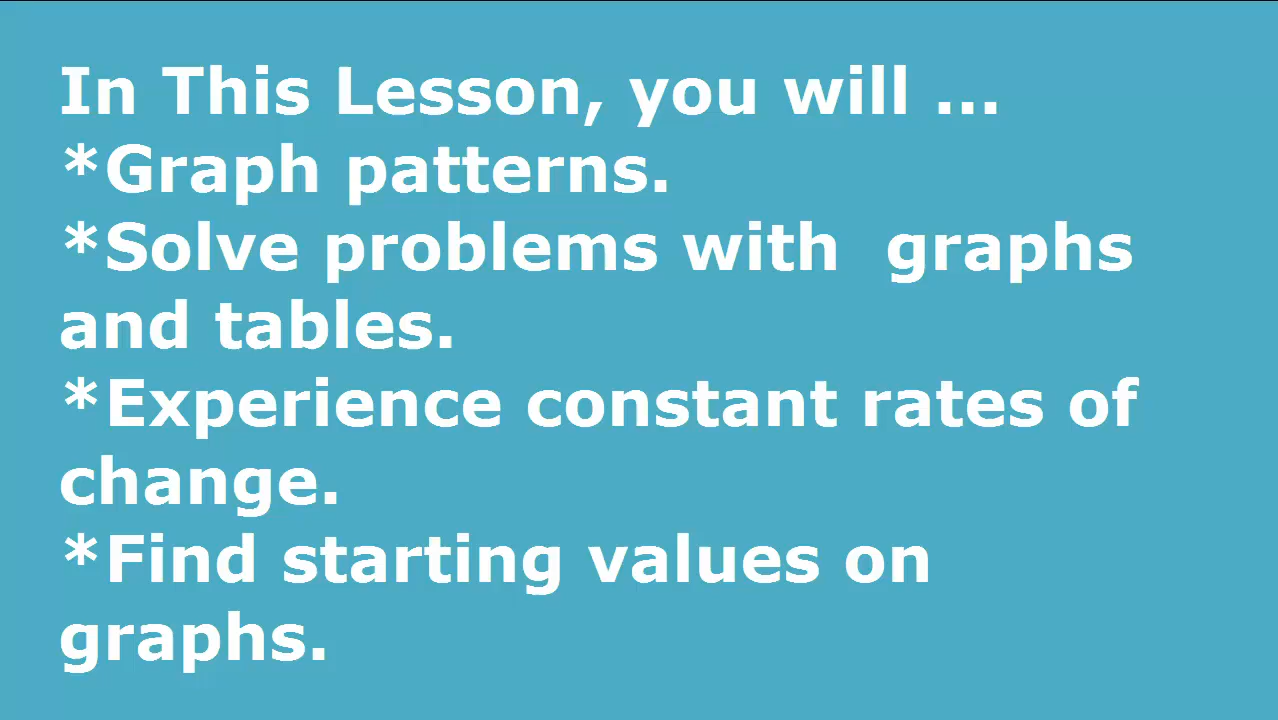 In This Lesson, you will ...
*Graph patterns.
*Solve problems with  graphs
and tables.
*Experience constant rates of
change.
*Find starting values on
graphs.